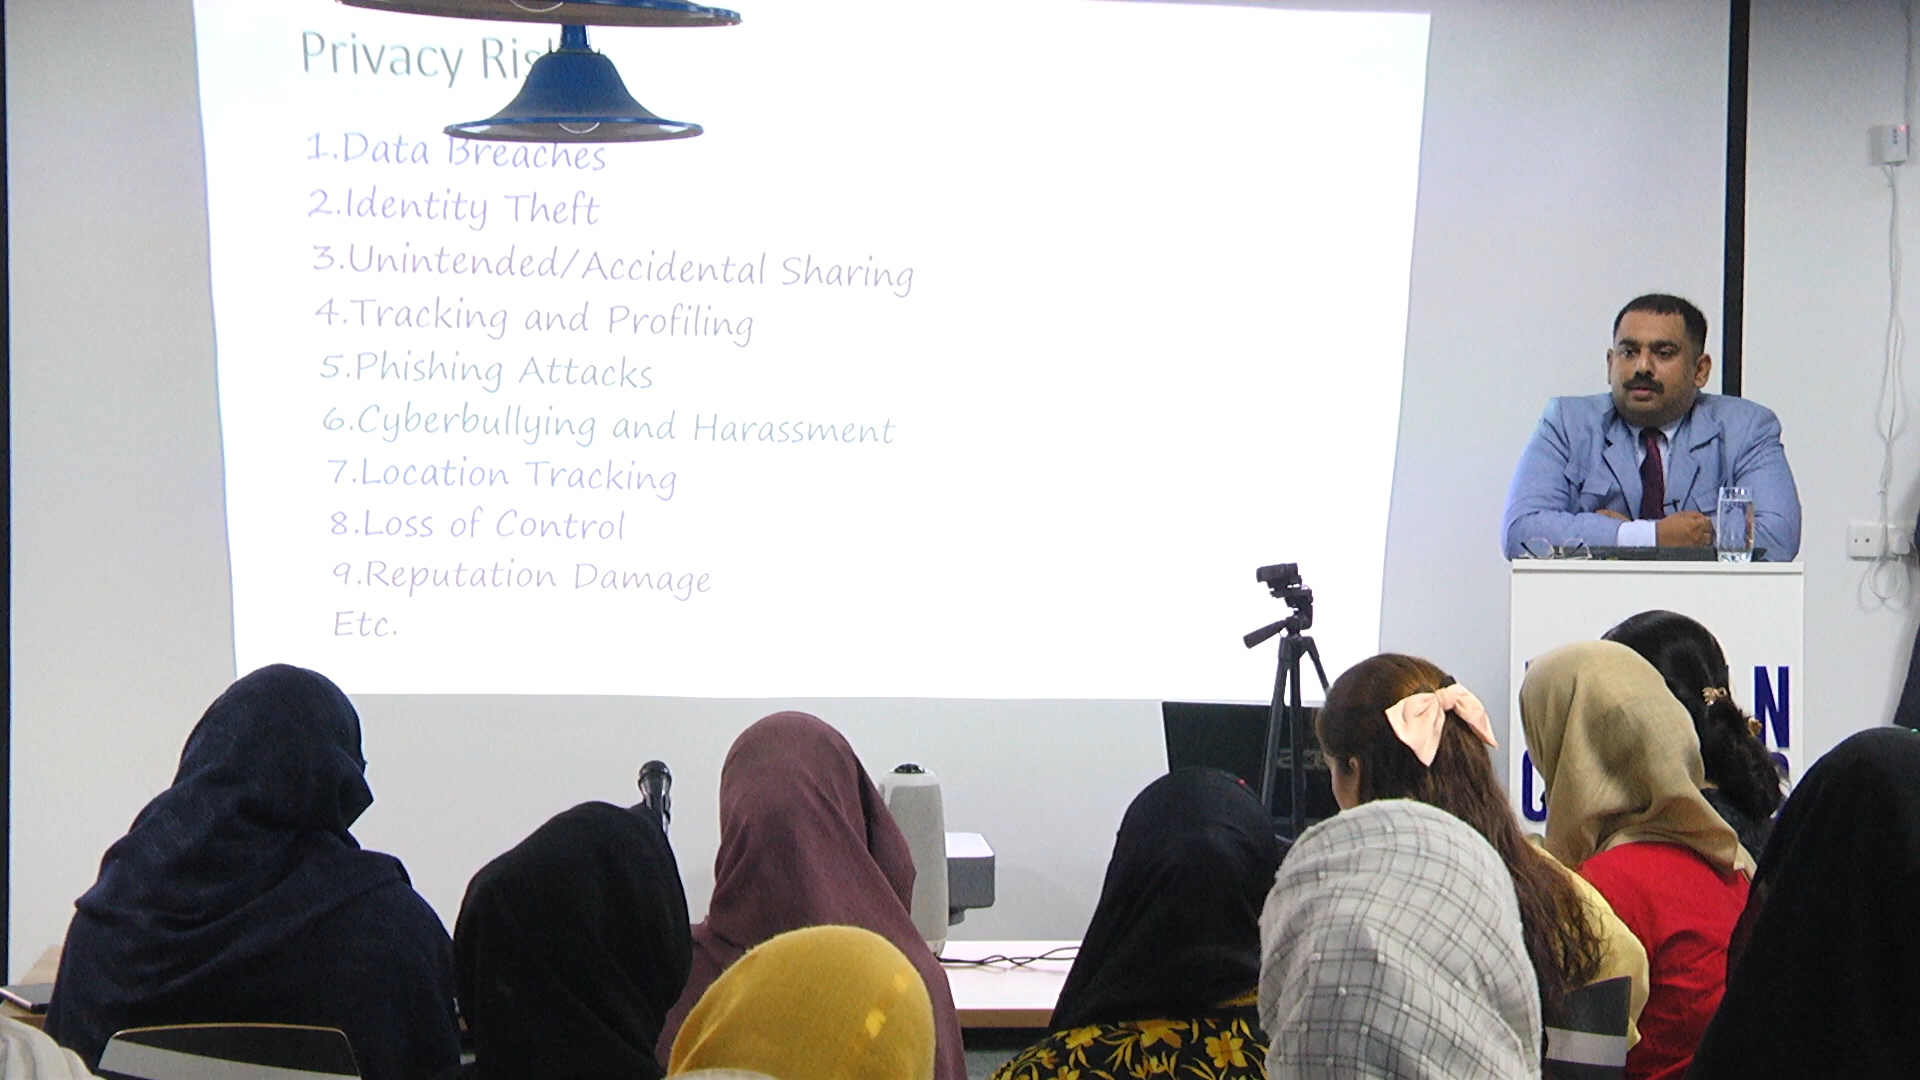 Privacy
1.Data Breaches
2.Identity Theft
3.Unintended/Accidental Sharing
4.Tracking and Profiling
5.Phishing Attacks
6.Cyberbullying and Harassment
7.Location Tracking
8.Loss of Control
9.Reputation Damage
Etc.